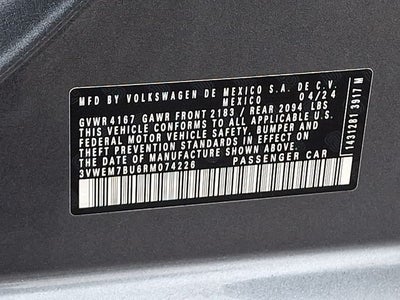 MFD BY VOLKSWAGEN DE MEXICO S.A. DE C.V.
MEXICO 04/24
GVWR 4167 GAWR FRONT 2183 / REAR 2094 LBS
THIS VEHICLE CONFORMS TO ALL APPLICABLE U.S.
FEDERAL MOTOR VEHICLE SAFETY, BUMPER AND
THEFT PREVENTION STANDARDS IN EFFECT ON
THE DATE OF MANUFACTURE SHOWN ABOVE.
3VWEM7BU6RM074226 PASSENGER CAR
1431281 3917 M